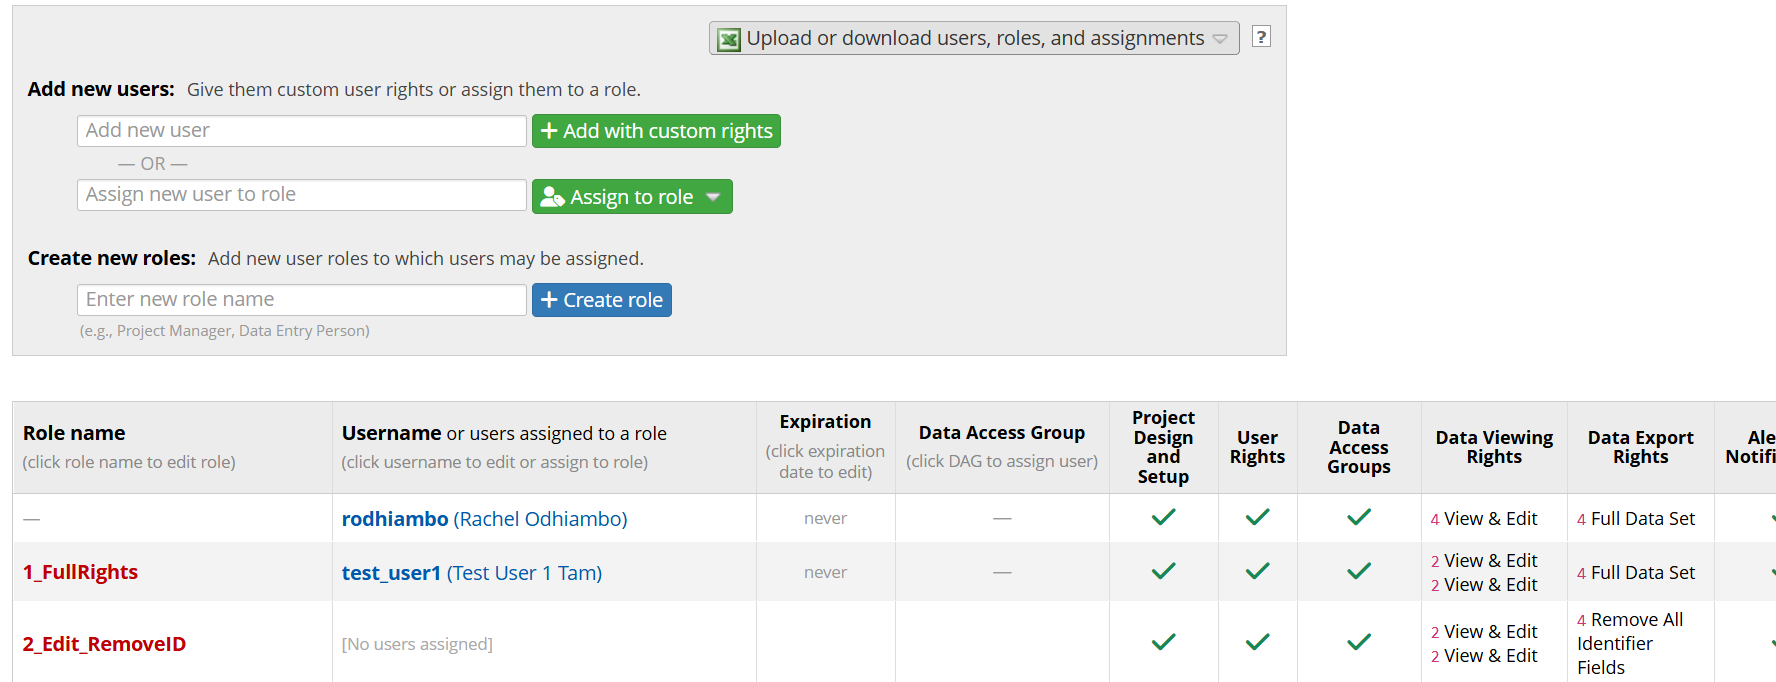 Upload or download users, roles, and assignments
?
Add new users: Give them custom user rights or assign them to a role.
Add new user
+ Add with custom rights
— OR —
Assign new user to role
Assign to role
Create new roles: Add new user roles to which users may be assigned.
Enter new role name
+ Create role
(e.g., Project Manager, Data Entry Person)
Role name
(click role name to edit role)
Username or users assigned to a role
(click username to edit or assign to role)
Expiration
(click expiration
date to edit)
Data Access Group
(click DAG to assign user)
Project
Design
and
Setup
User
Rights
Data
Access
Groups
Data Viewing
Rights
Data Export
Rights
Ale
Notifi
— rodhiambo (Rachel Odhiambo) never — 4 View & Edit 4 Full Data Set
1_FullRights test_user1 (Test User 1 Tam) never —
2 View & Edit
2 View & Edit
4 Full Data Set
2_Edit_RemoveID [No users assigned]
2 View & Edit
2 View & Edit
4 Remove All
Identifier
Fields